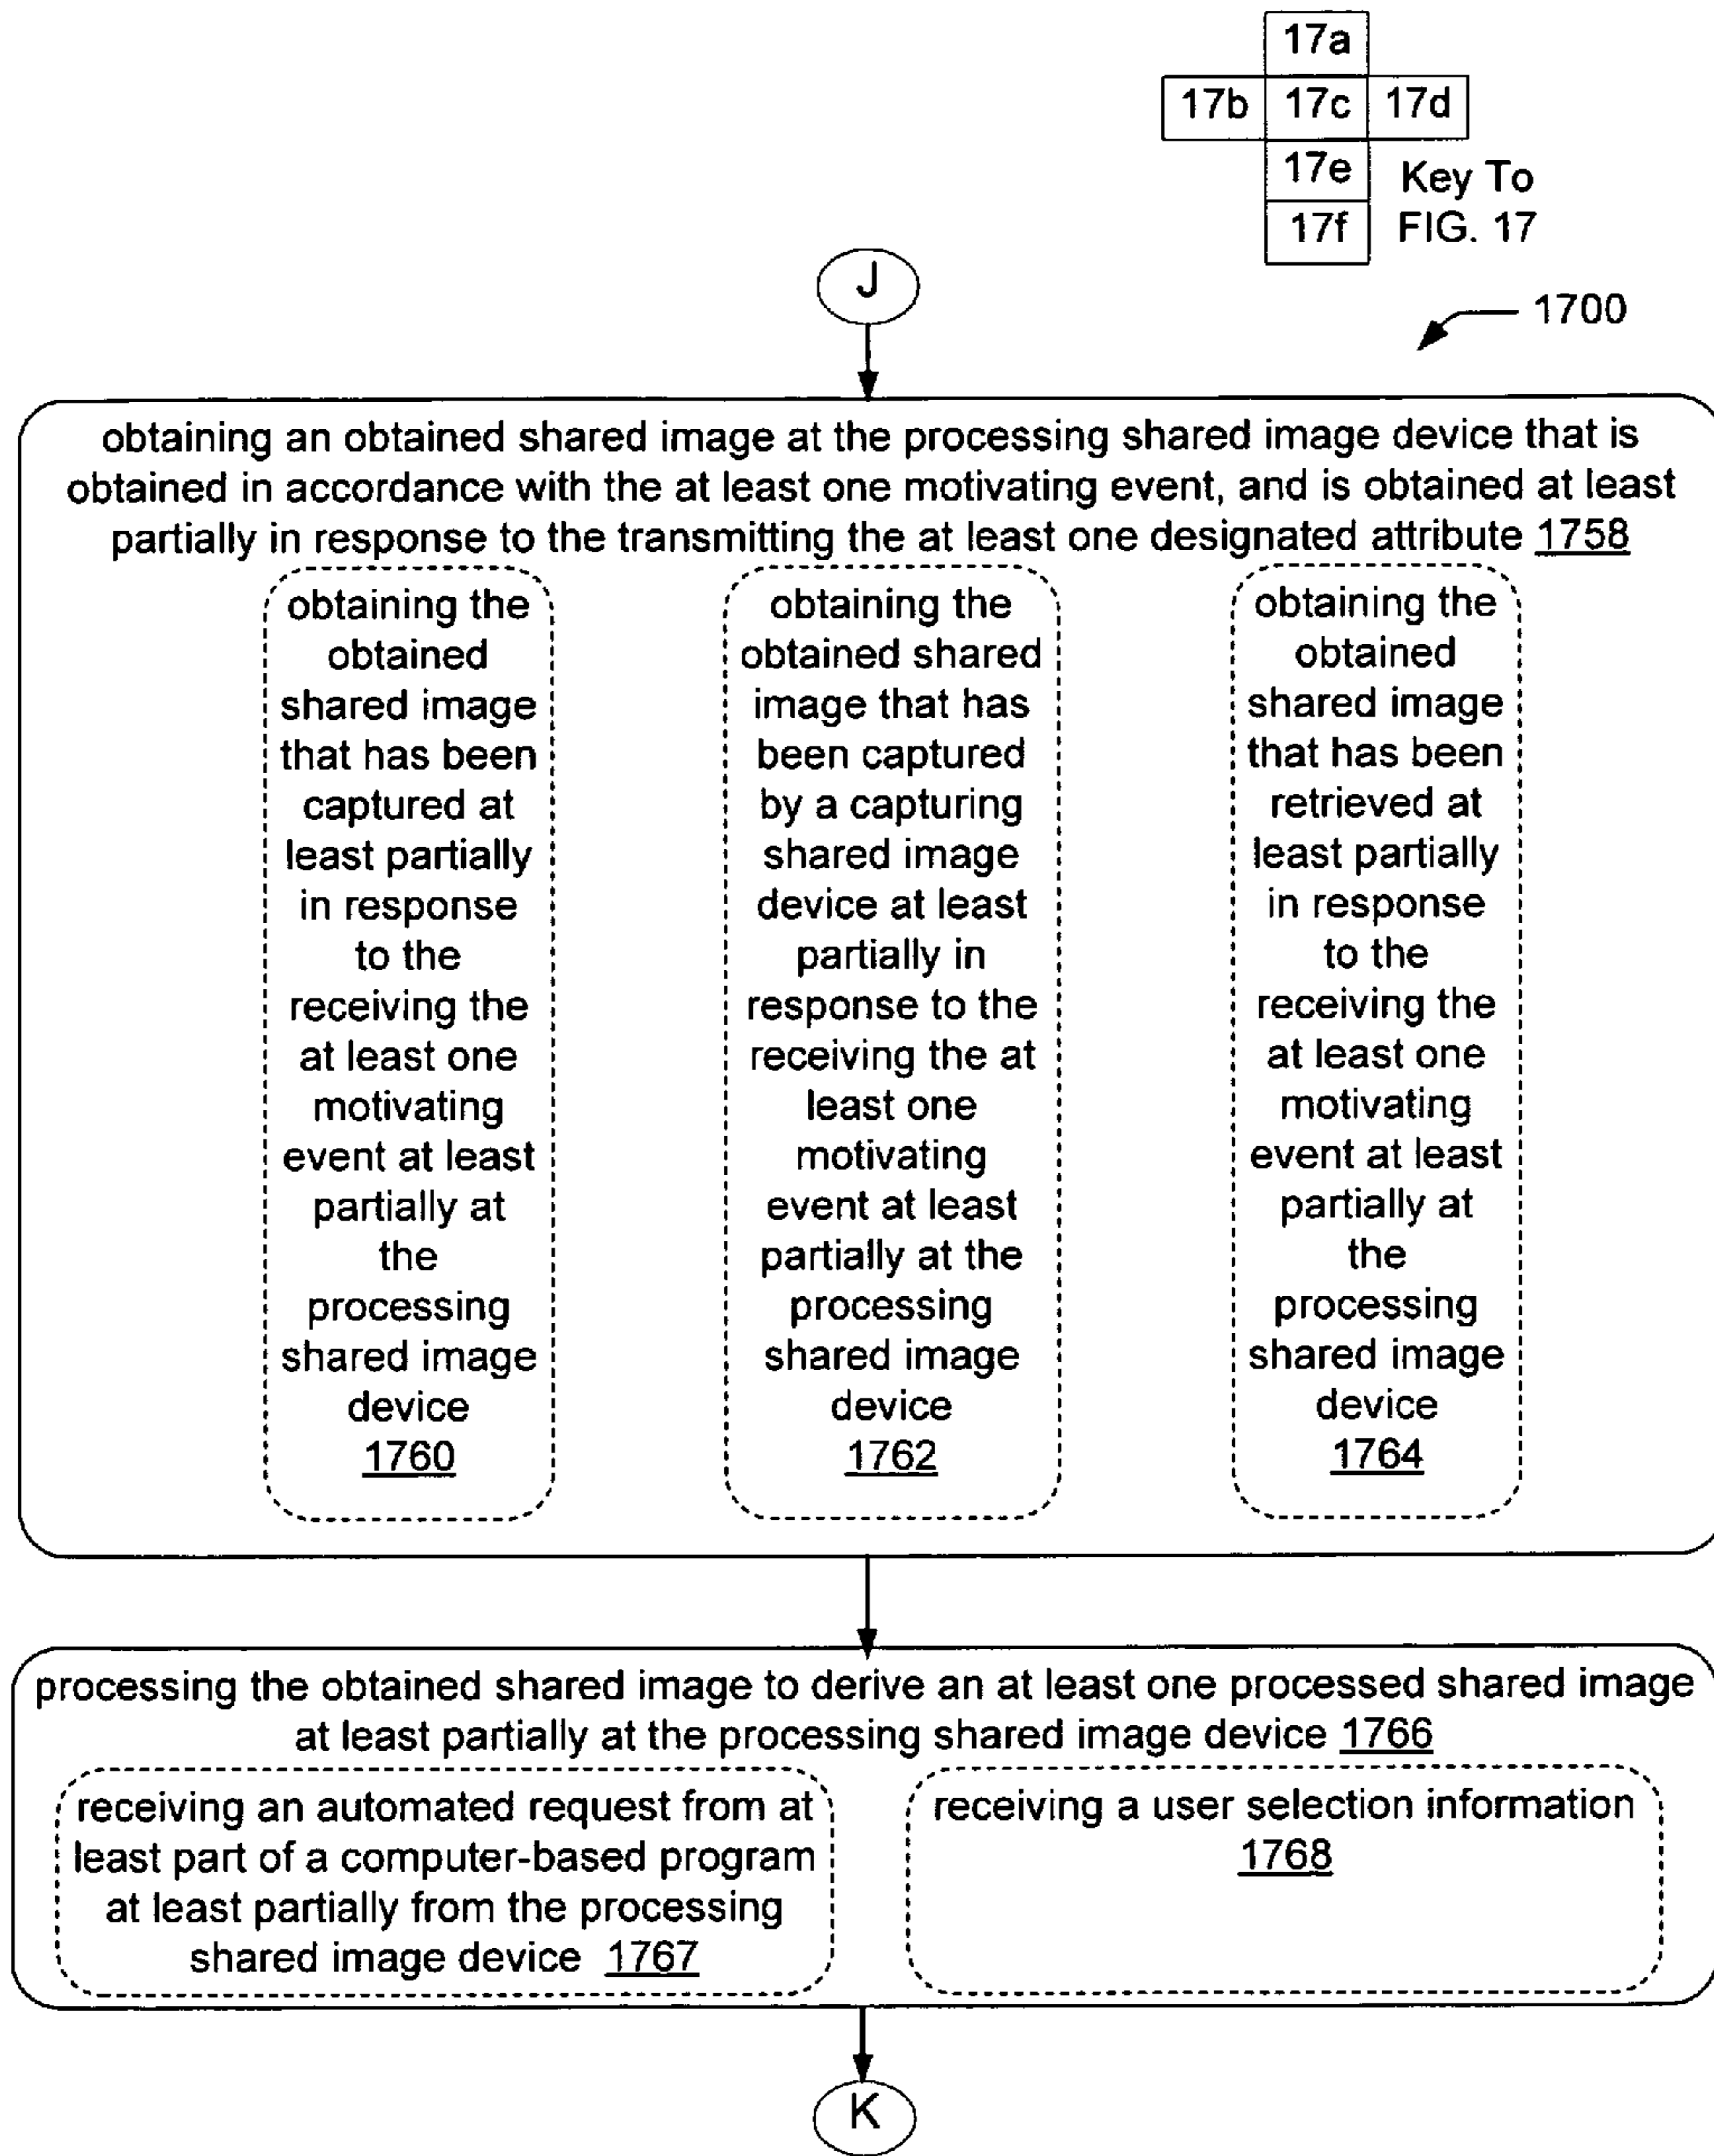 17a
17b 17c 17d
17e
17f
Key To
FIG. 17
J
1700
obtaining an obtained shared image at the processing shared image device that is
obtained in accordance with the at least one motivating event, and is obtained at least
partially in response to the transmitting the at least one designated attribute 1758
obtaining the
obtained
shared image
that has been
captured at
least partially
in response
to the
receiving the
at least one
motivating
event at least
partially at
the
processing
shared image
device
1760
obtaining the
obtained shared
image that has
been captured
by a capturing
shared image
device at least
partially in
response to the
receiving the at
least one
motivating
event at least
partially at the
processing
shared image
device
1762
obtaining the
obtained
shared image
that has been
retrieved at
least partially
in response
to the
receiving the
at least one
motivating
event at least
partially at
the
processing
shared image
device
1764
processing the obtained shared image to derive an at least one processed shared image
at least partially at the processing shared image device 1766
receiving an automated request from at
least part of a computer-based program
at least partially from the processing
shared image device 1767
receiving a user selection information
1768
K